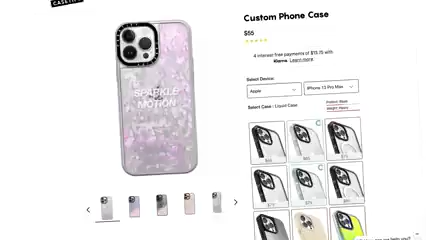 CASETiFY
Custom Phone Case
$55
4 interest free payments of $13.75 with
Klarna. Learn more
Select Device:
Apple
iPhone 13 Pro Max
Select Case : Liquid Case
SPARKLE
MOTION